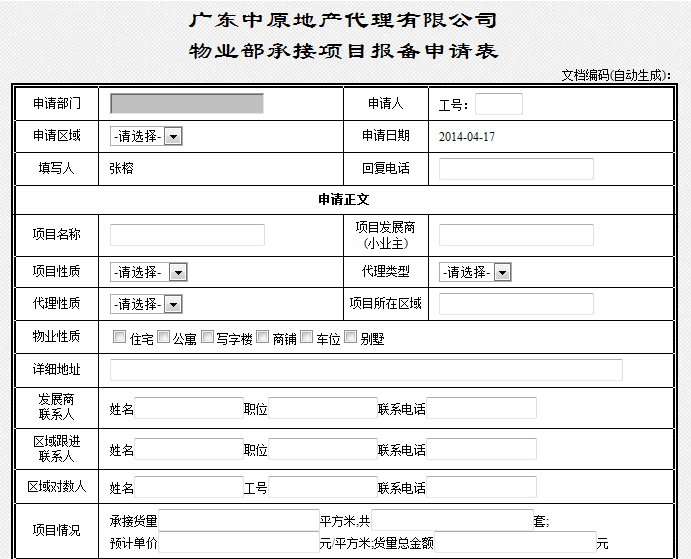 广东中原地产代理有限公司
物业部承接项目报备申请表
文档编码(自动生成):
申请部门 申请人 工号:
申请区域 -请选择- 申请日期 2014-04-17
填写人 张榕 回复电话
申请正文
项目名称 项目发展商
(小业主)
项目性质 -请选择- 代理类型 -请选择-
代理性质 -请选择- 项目所在区域
物业性质 住宅 公寓 写字楼 商铺 车位 别墅
详细地址
发展商
联系人 姓名 职位 联系电话
区域跟进
联系人 姓名 职位 联系电话
区域对数人 姓名 工号 联系电话
项目情况 承接货量 平方米,共 套;
预计单价 元/平方米;货量总金额 元